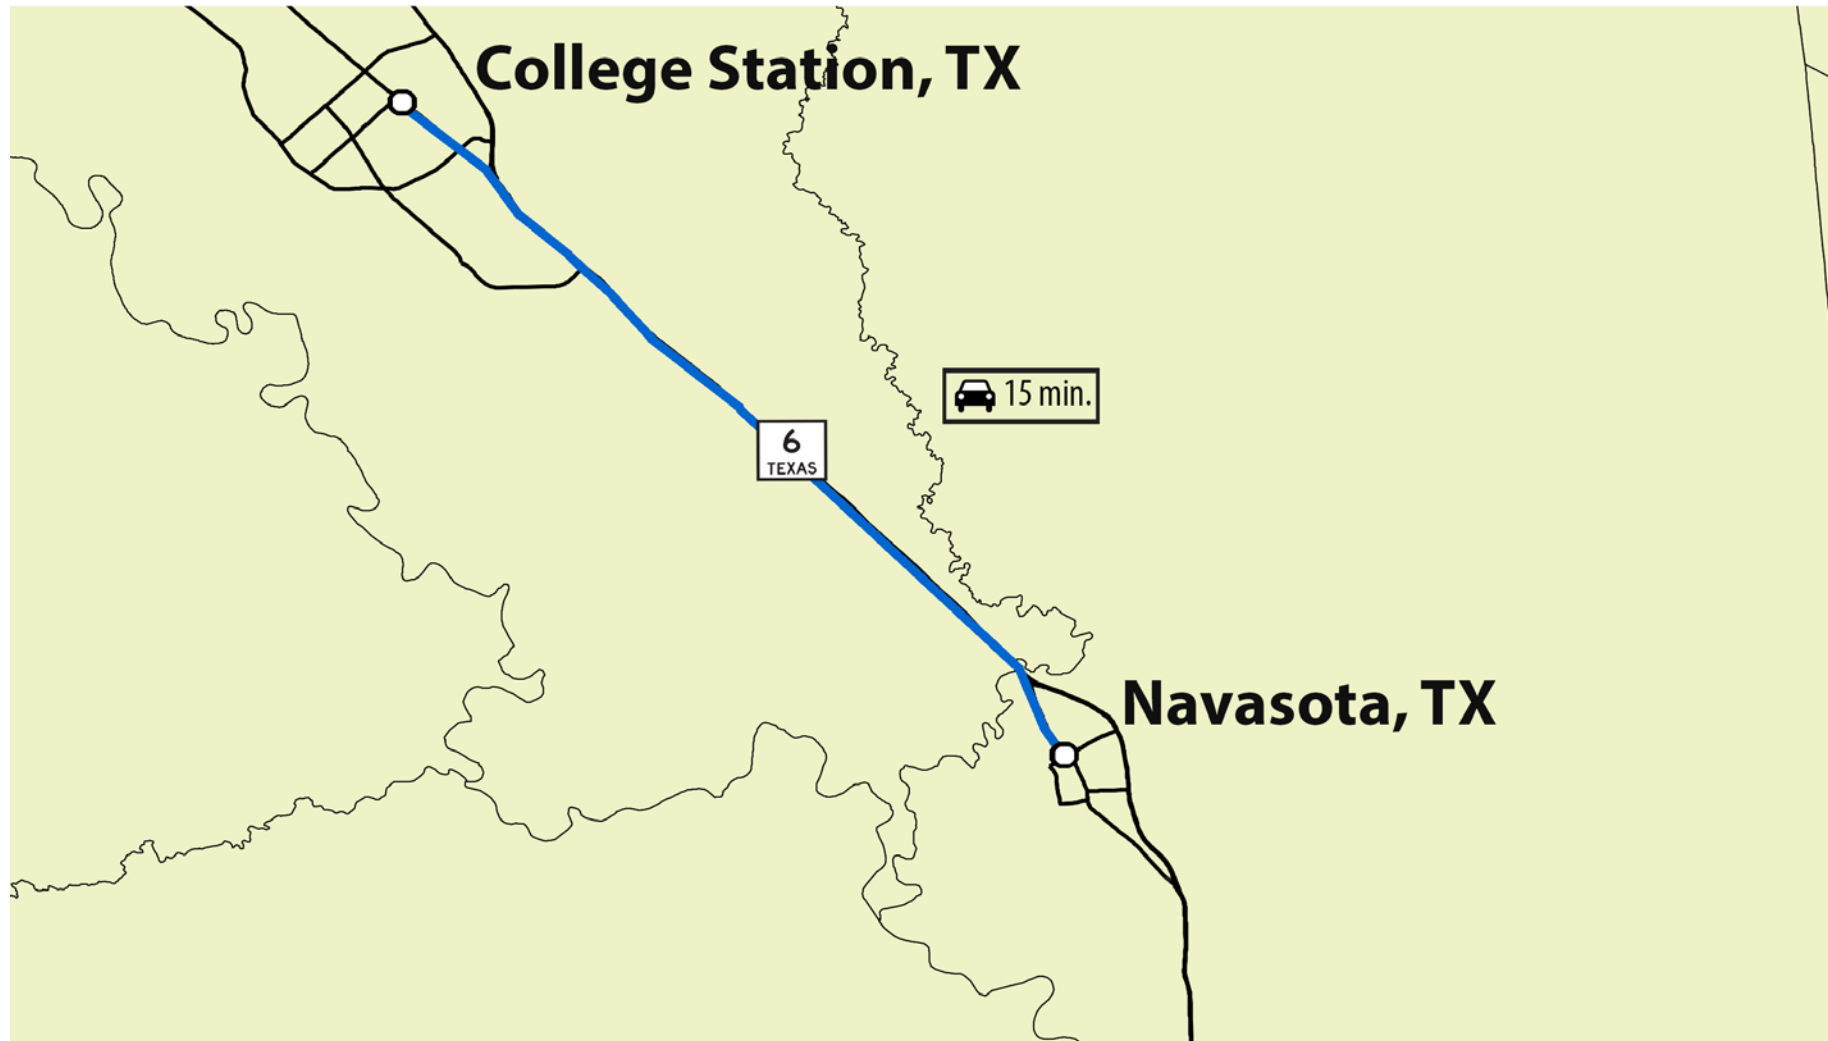 College Station, TX
15 min.
6
TEXAS
Navasota, TX